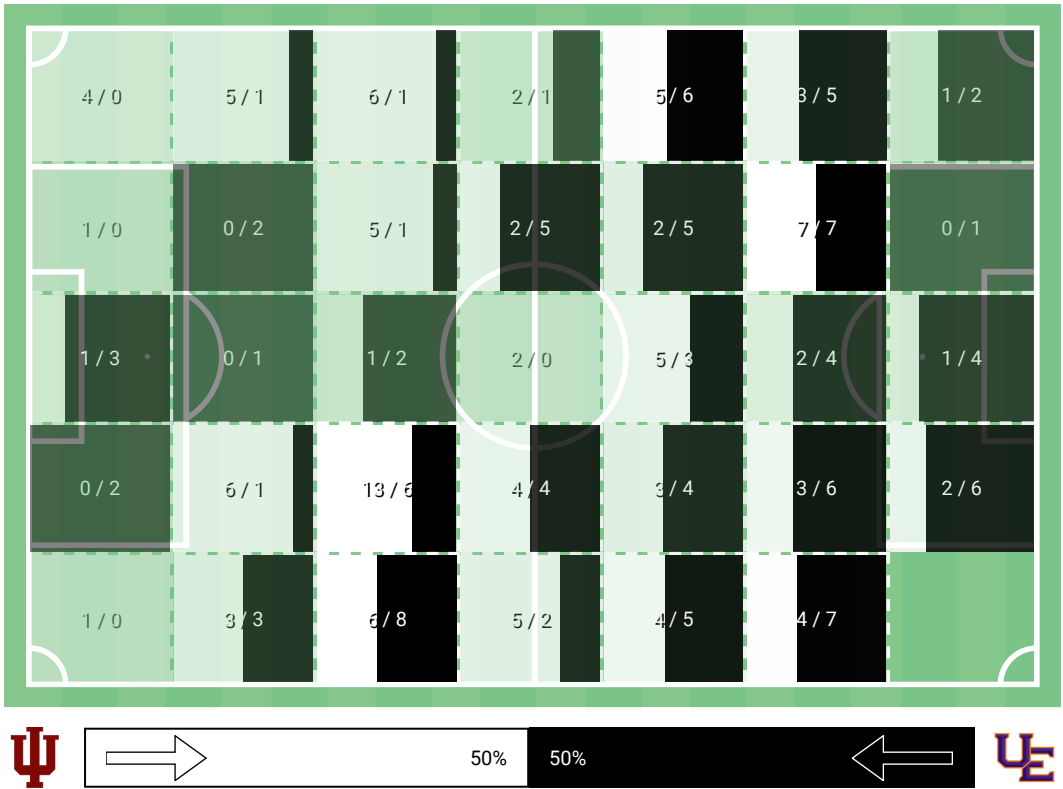 4 / 0 5 / 1 6 / 1 2 / 1 5 / 6 3 / 5 1 / 2
1 / 0 0 / 2 5 / 1 2 / 5 2 / 5 7 / 7 0 / 1
1 / 3 0 / 1 1 / 2 2 / 0 5 / 3 2 / 4 1 / 4
0 / 2 6 / 1 13 / 6 4 / 4 3 / 4 3 / 6 2 / 6
1 / 0 3 / 3 6 / 8 5 / 2 4 / 5 4 / 7
50% 50%
UE